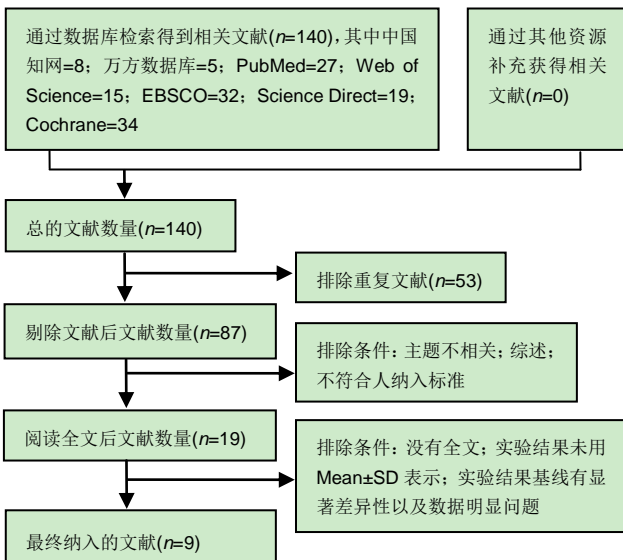 通过数据库检索得到相关文献(n=140),其中中国
知网=8；万方数据库=5；PubMed=27；Web of
Science=15；EBSCO=32；Science Direct=19；
Cochrane=34
通过其他资源
补充获得相关
文献(n=0)
总的文献数量(n=140)
排除重复文献(n=53)
剔除文献后文献数量(n=87)
排除条件：主题不相关；综述；
不符合人纳入标准
阅读全文后文献数量(n=19)
排除条件：没有全文；实验结果未用
Mean±SD 表示；实验结果基线有显
著差异性以及数据明显问题
最终纳入的文献(n=9)